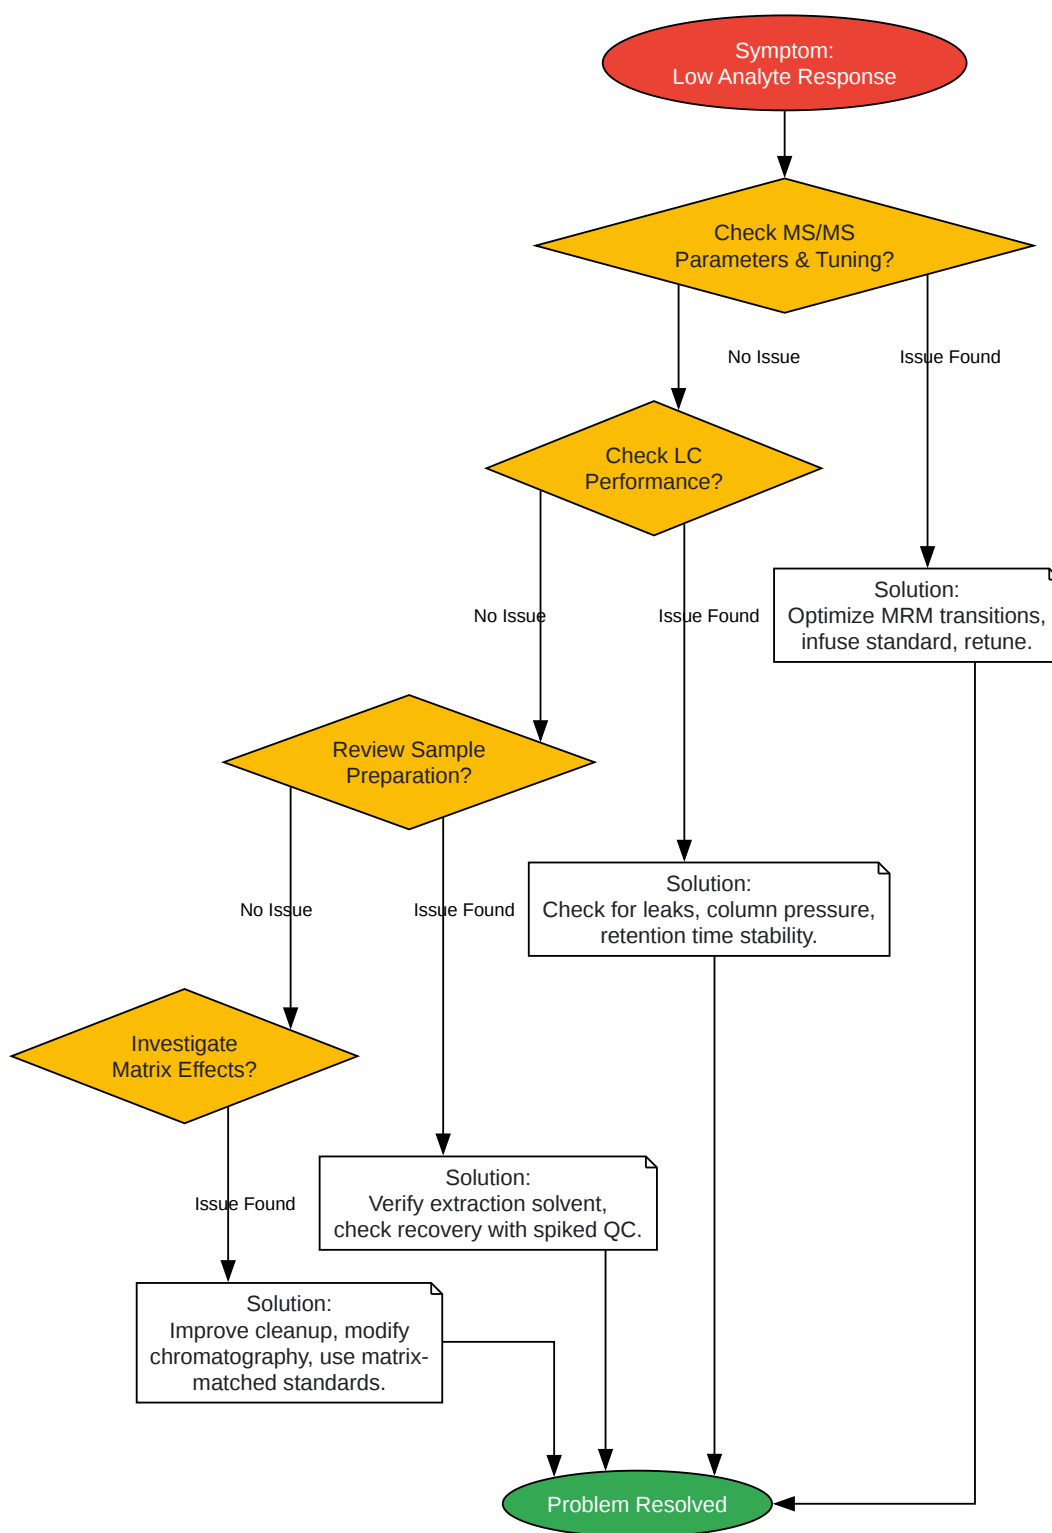 Symptom:
Low Analyte Response
Check MS/MS
Parameters & Tuning?
No Issue
Issue Found
Check LC
Performance?
Solution:
Optimize MRM transitions,
infuse standard, retune.
No Issue
Issue Found
Review Sample
Preparation?
Solution:
Check for leaks, column pressure,
retention time stability.
No Issue
Issue Found
Investigate
Matrix Effects?
Solution:
Verify extraction solvent,
check recovery with spiked QC.
Issue Found
Solution:
Improve cleanup, modify
chromatography, use matrix-
matched standards.
Problem Resolved